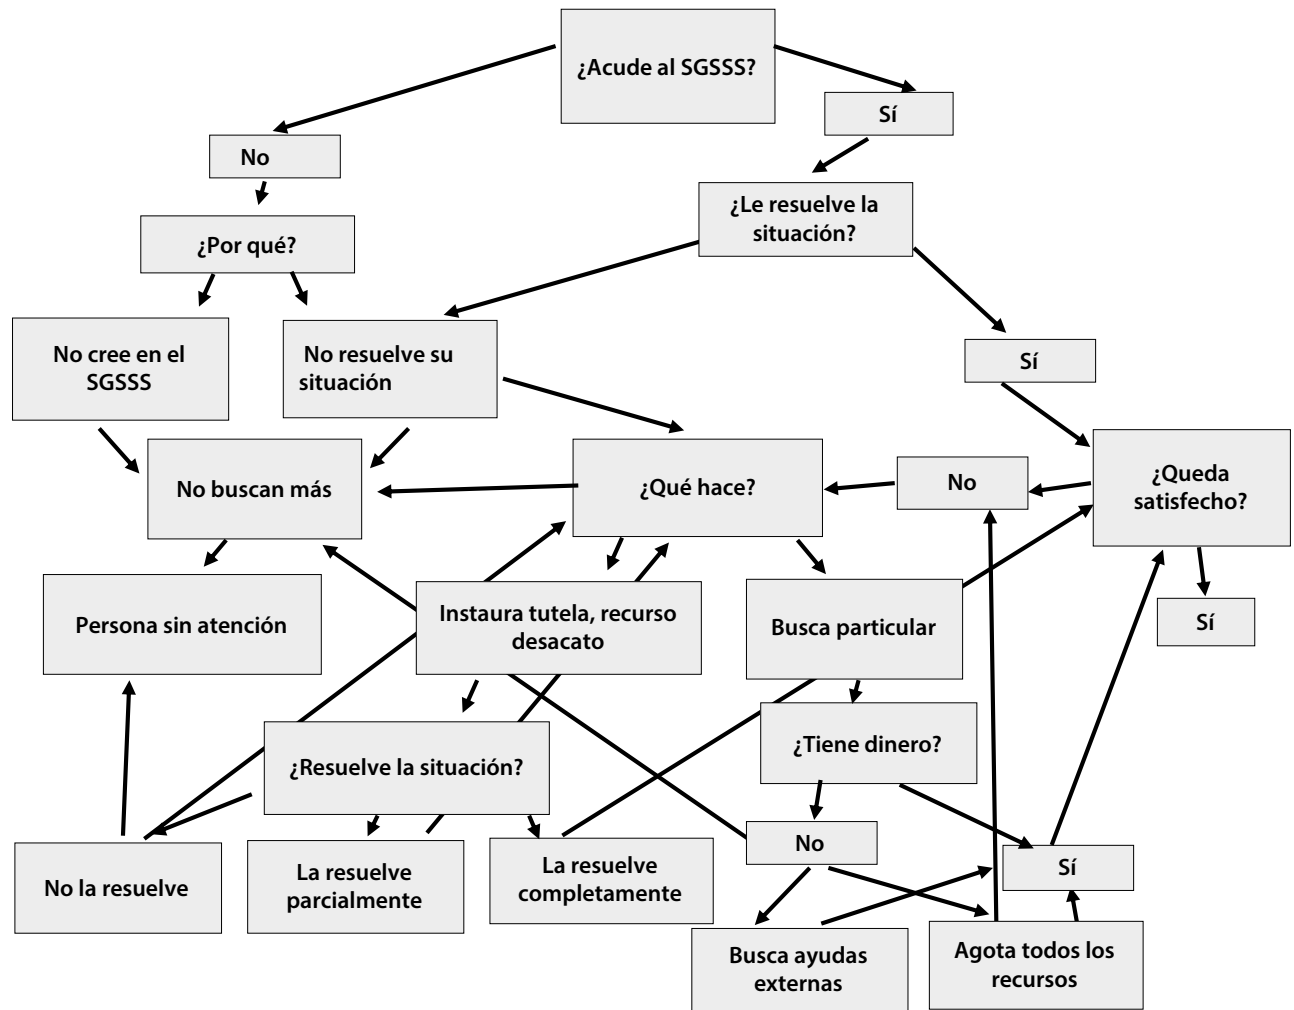 ¿Acude al SGSSS?
Sí
No
¿Le resuelve la
situación?
¿Por qué?
No cree en el
SGSSS
No resuelve su
situación
Sí
No buscan más
¿Qué hace?
No
¿Queda
satisfecho?
Persona sin atención
Instaura tutela, recurso
desacato
Busca particular
Sí
¿Resuelve la situación?
¿Tiene dinero?
No la resuelve
La resuelve
parcialmente
La resuelve
completamente
No
Sí
Busca ayudas
externas
Agota todos los
recursos